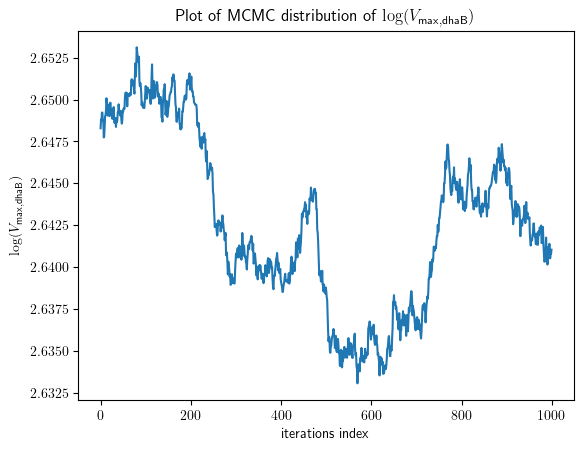 Plot of MCMC distribution of log(V_max,dhaB)
2.6525
2.6500
2.6475
2.6450
2.6425
2.6400
2.6375
2.6350
2.6325
log(V_max,dhaB)
0 200 400 600 800 1000
iterations index